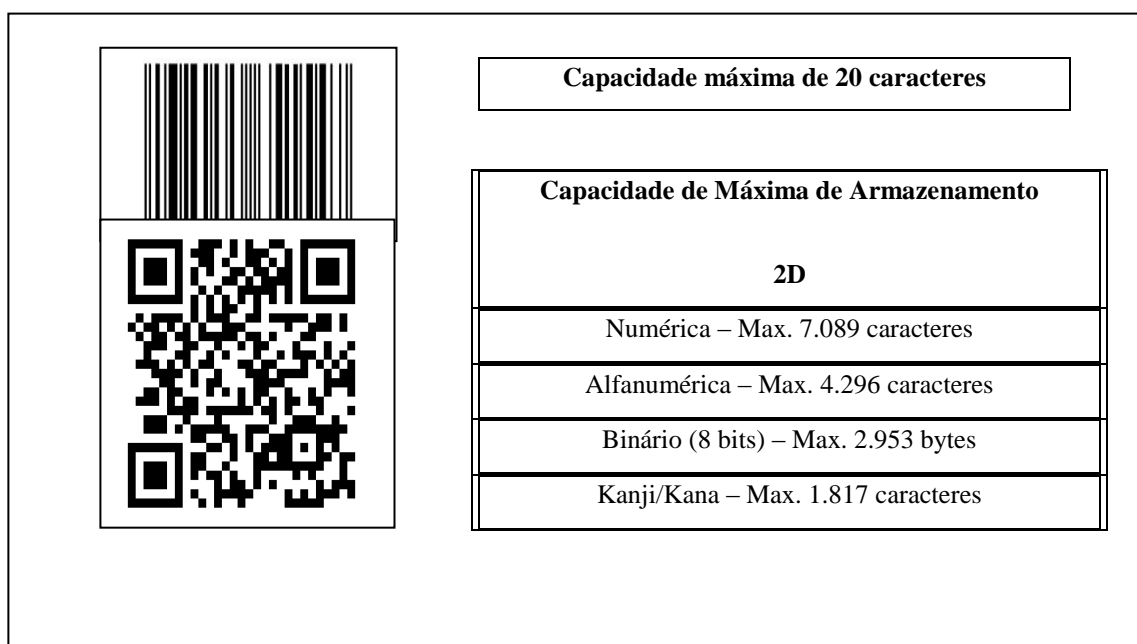 Capacidade máxima de 20 caracteres
Capacidade de Máxima de Armazenamento
2D
Numérica – Max. 7.089 caracteres
Alfanumérica – Max. 4.296 caracteres
Binário (8 bits) – Max. 2.953 bytes
Kanji/Kana – Max. 1.817 caracteres